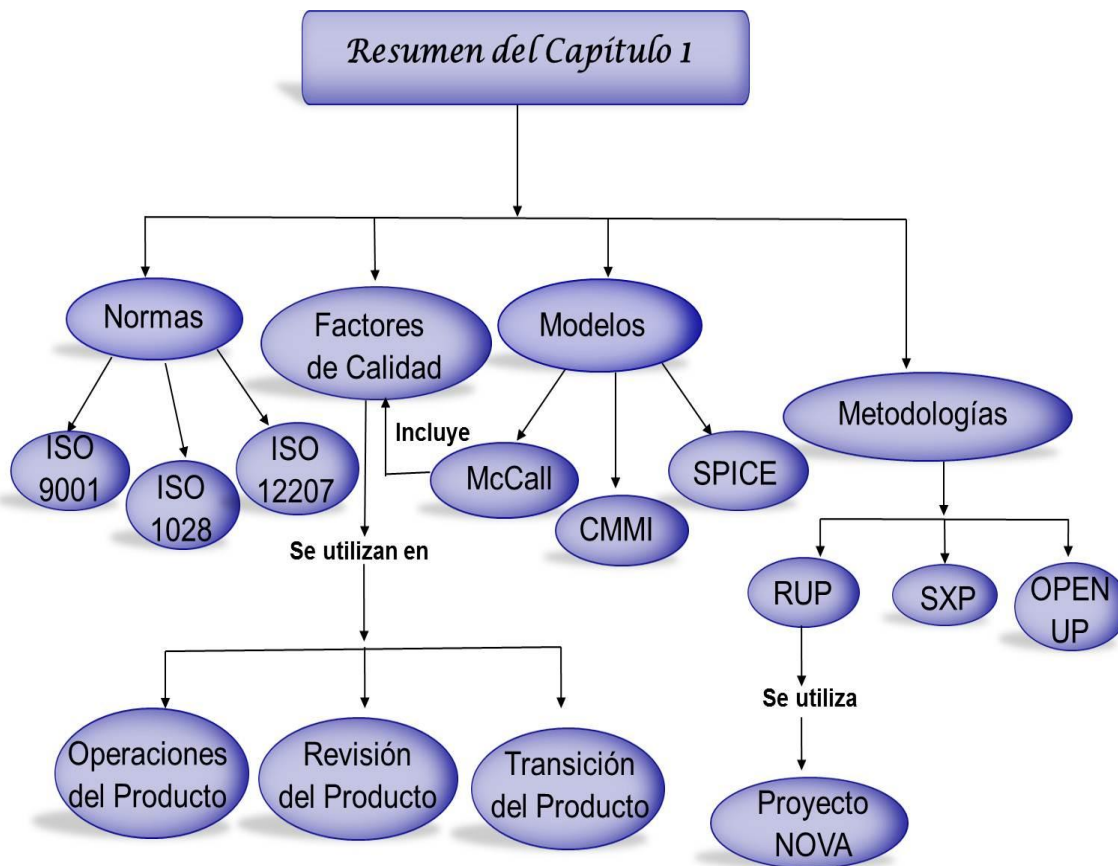 Resumen del Capítulo 1
Normas
Factores
de Calidad
Modelos
Metodologías
ISO
9001
ISO
1028
ISO
12207
Incluye
McCall
CMMI
SPICE
Se utilizan en
RUP
SXP
OPEN
UP
Operaciones
del Producto
Revisión
del Producto
Transición
del Producto
Se utiliza
Proyecto
NOVA